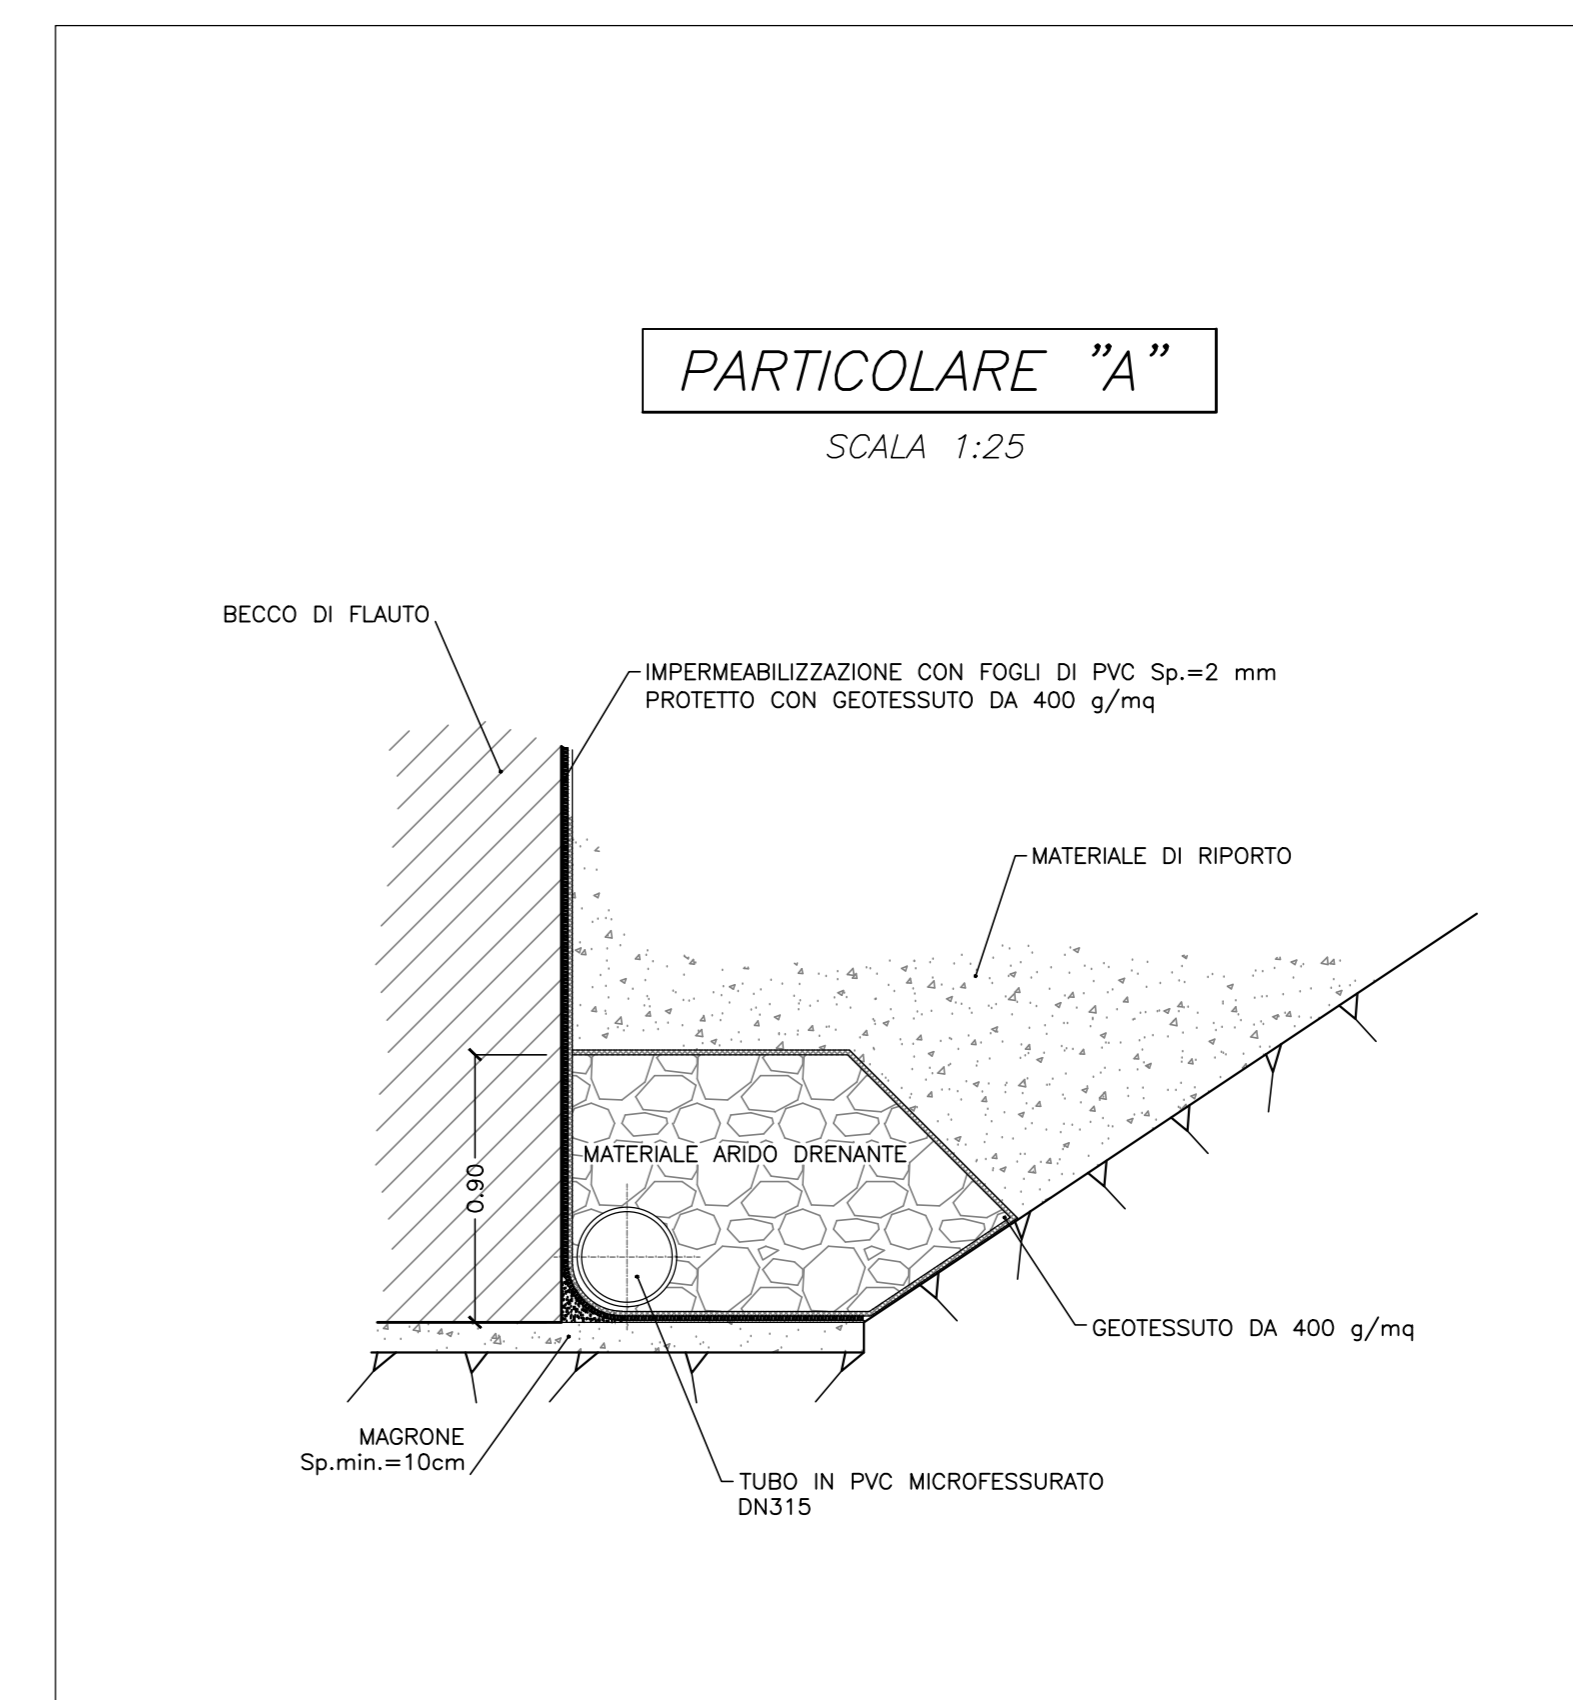 PARTICOLARE "A"
SCALA 1:25
BECCO DI FLAUTO
IMPERMEABILIZZAZIONE CON FOGLI DI PVC Sp.=2 mm
PROTETTO CON GEOTESSUTO DA 400 g/mq
MATERIALE DI RIPORTO
MATERIALE ARIDO DRENANTE
0.90
GEOTESSUTO DA 400 g/mq
MAGRONE
Sp.min.=10cm
TUBO IN PVC MICROFESSURATO
DN315